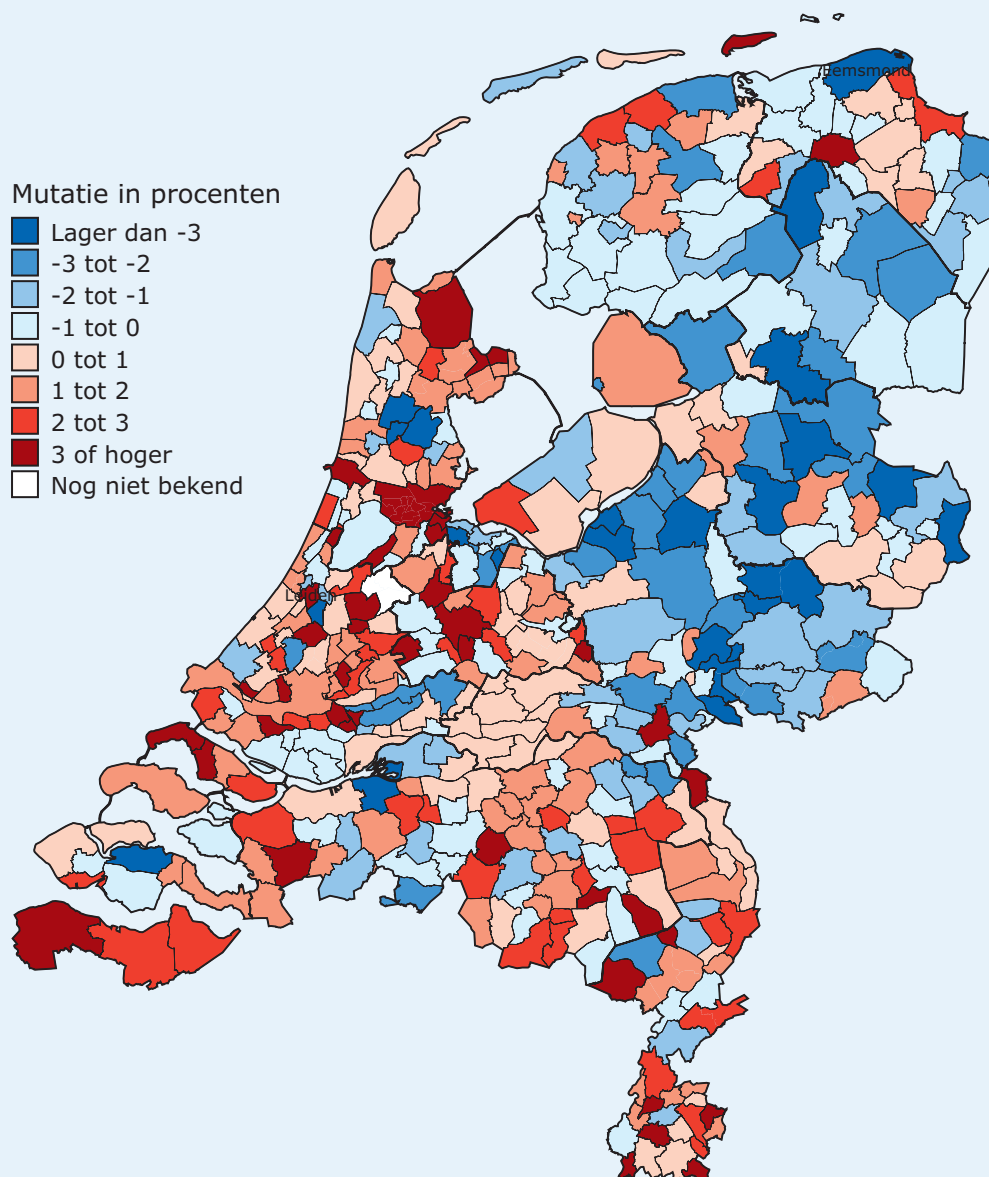 Eemsmond
Mutatie in procenten
Lager dan -3
-3 tot -2
-2 tot -1
-1 tot 0
0 tot 1
1 tot 2
2 tot 3
3 of hoger
Nog niet bekend
Leiden